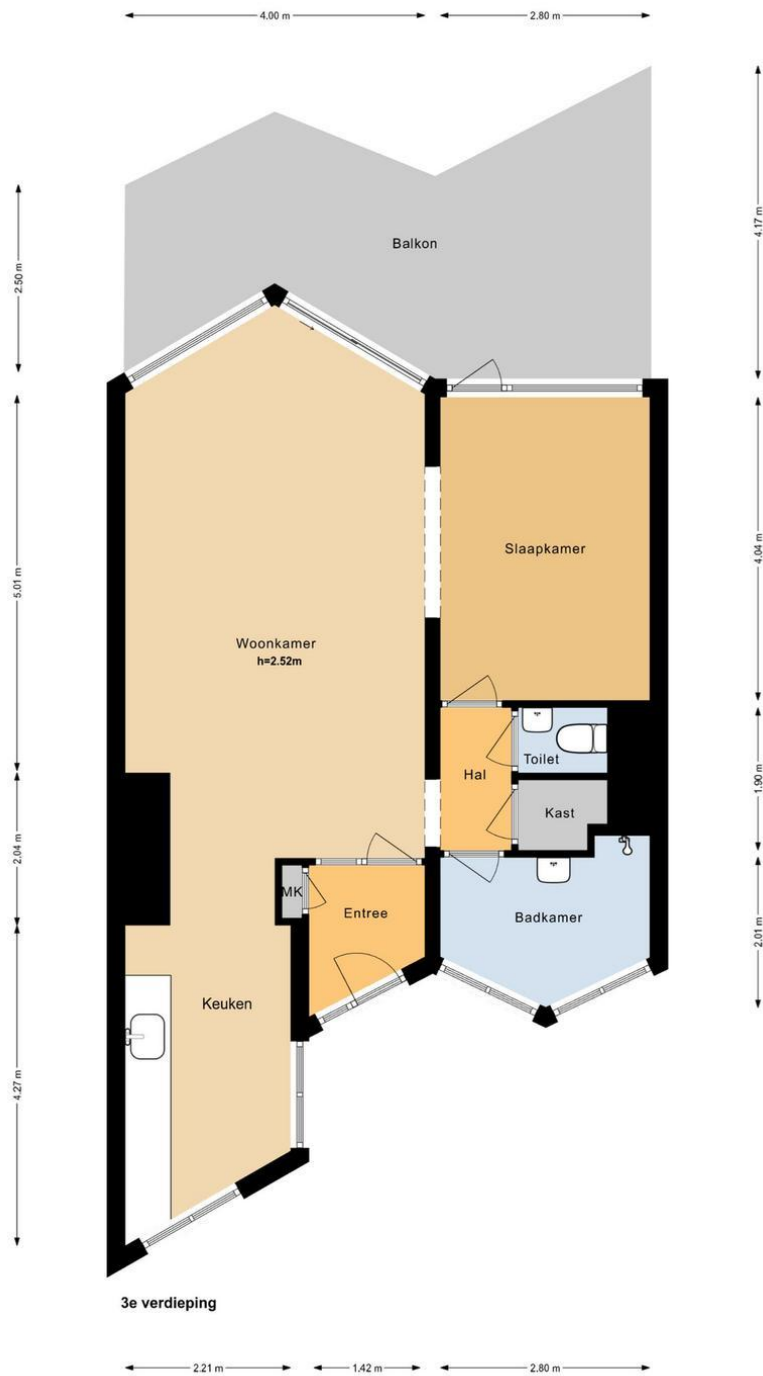 4.00 m
2.80 m
4.17 m
2.50 m
Balkon
5.01 m
4.04 m
Slaapkamer
Woonkamer
h=2.52m
1.90 m
Toilet
Hal
Kast
2.04 m
MK
Entree
Badkamer
2.01 m
Keuken
4.27 m
3e verdieping
2.21 m
1.42 m
2.80 m